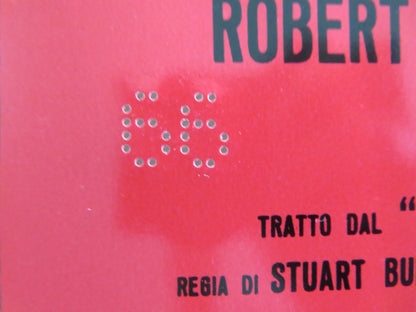 ROBERT
66
TRATTO DAL “
REGIA DI STUART BU